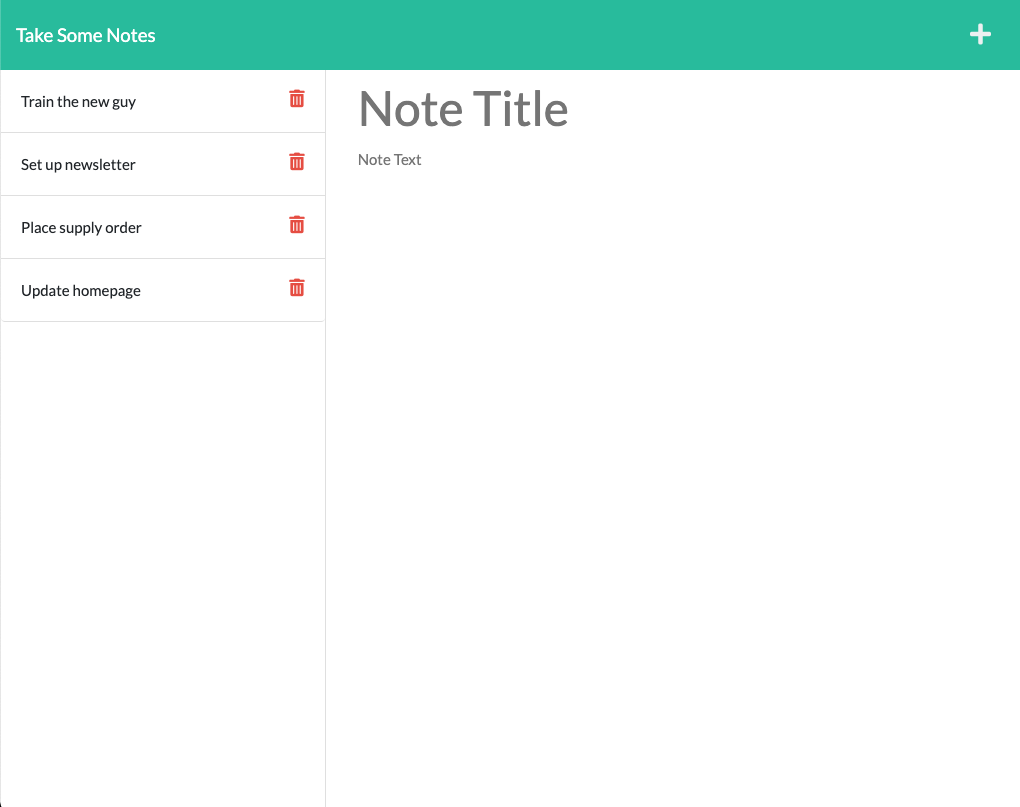 Take Some Notes
Train the new guy
Set up newsletter
Place supply order
Update homepage
Note Title
Note Text